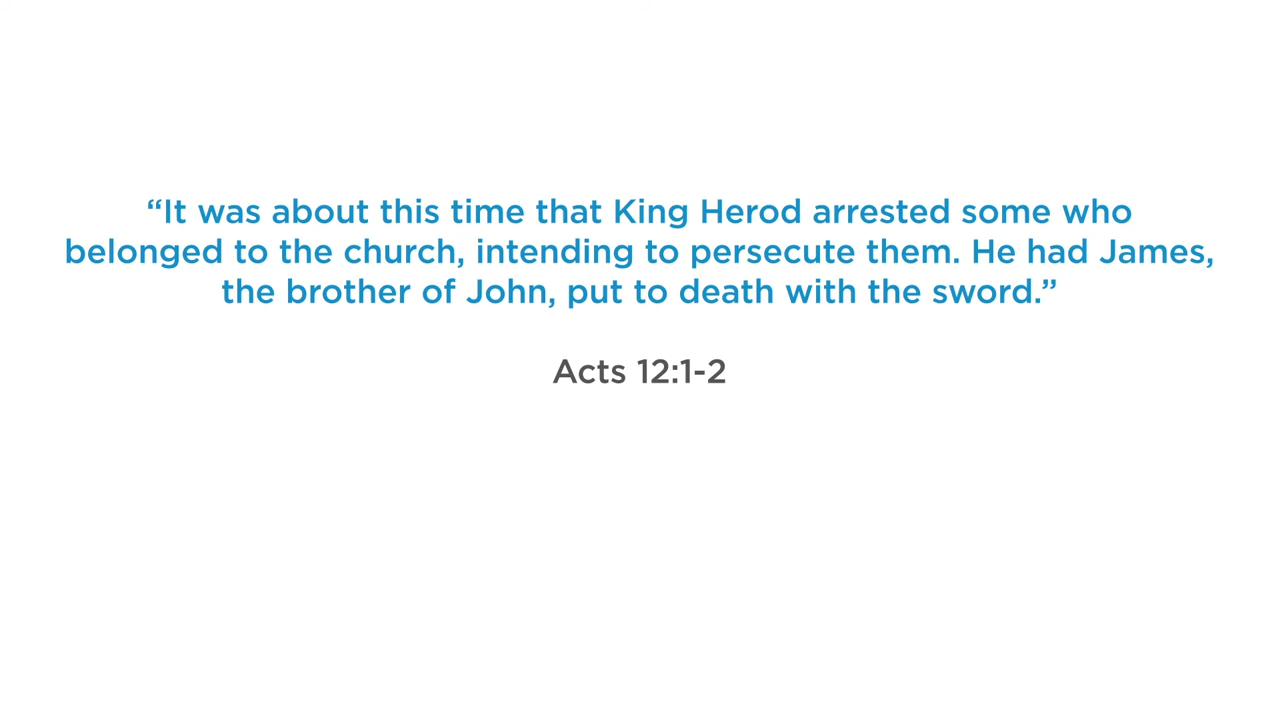 “It was about this time that King Herod arrested some who
belonged to the church, intending to persecute them. He had James,
the brother of John, put to death with the sword.”
Acts 12:1-2